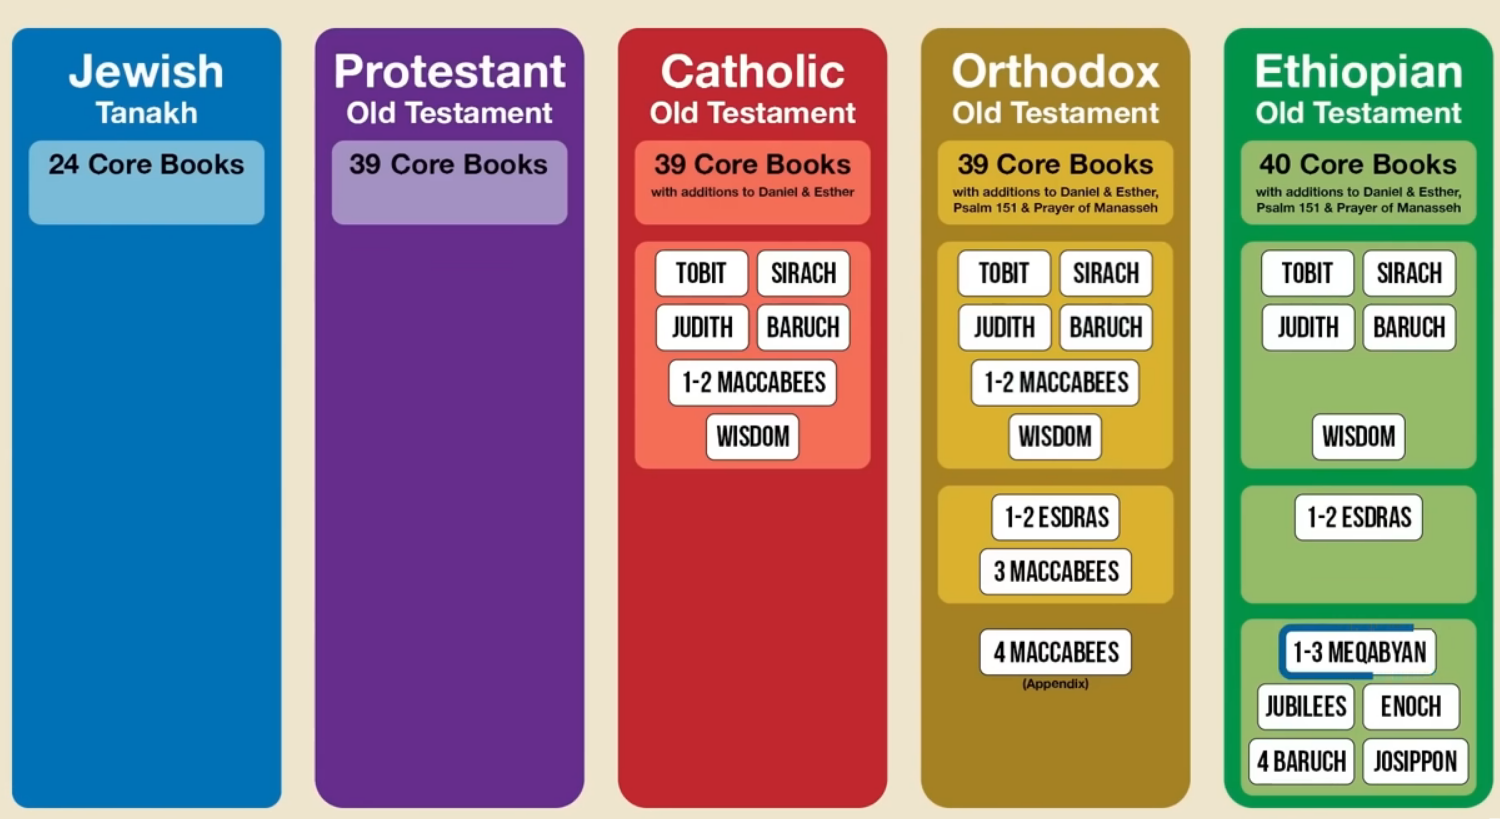 Jewish
Tanakh
24 Core Books
Protestant
Old Testament
39 Core Books
Catholic
Old Testament
39 Core Books
with additions to Daniel & Esther
TOBIT
SIRACH
JUDITH
BARUCH
1-2 MACCABEES
WISDOM
Orthodox
Old Testament
39 Core Books
with additions to Daniel & Esther,
Psalm 151 & Prayer of Manasseh
TOBIT
SIRACH
JUDITH
BARUCH
1-2 MACCABEES
WISDOM
1-2 ESDRAS
3 MACCABEES
4 MACCABEES
(Appendix)
Ethiopian
Old Testament
40 Core Books
with additions to Daniel & Esther,
Psalm 151 & Prayer of Manasseh
TOBIT
SIRACH
JUDITH
BARUCH
WISDOM
1-2 ESDRAS
1-3 MEQABYAN
JUBILEES
ENOCH
4 BARUCH
JOSIPPON